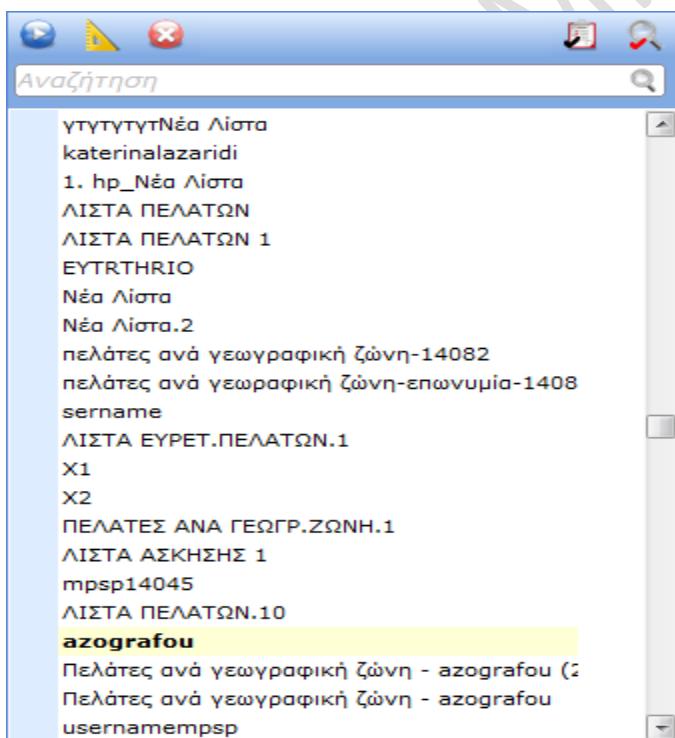 Αναζήτηση
γτγτγτγτΝέα Λίστα
katerinalazaridi
1. hp_Νέα Λίστα
ΛΙΣΤΑ ΠΕΛΑΤΩΝ
ΛΙΣΤΑ ΠΕΛΑΤΩΝ 1
EYTRTHRIO
Νέα Λίστα
Νέα Λίστα.2
πελάτες ανά γεωγραφική ζώνη-14082
πελάτες ανά γεωραφική ζώνη-επωνυμία-1408
sername
ΛΙΣΤΑ ΕΥΡΕΤ.ΠΕΛΑΤΩΝ.1
X1
X2
ΠΕΛΑΤΕΣ ΑΝΑ ΓΕΩΓΡ.ΖΩΝΗ.1
ΛΙΣΤΑ ΑΣΚΗΣΗΣ 1
mpsp14045
ΛΙΣΤΑ ΠΕΛΑΤΩΝ.10
azografou
Πελάτες ανά γεωγραφική ζώνη - azografou (2
Πελάτες ανά γεωγραφική ζώνη - azografou
usernamempsp